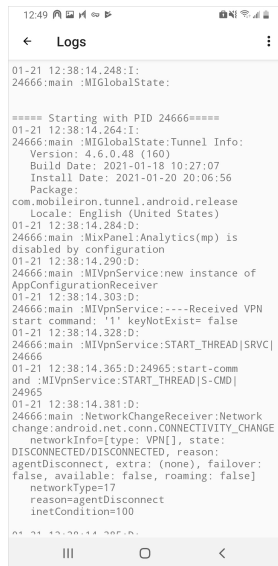 12:49
Logs
01-21 12:38:14.248:I:
24666:main :MIGlobalState:
===== Starting with PID 24666=====
01-21 12:38:14.261:I:
24666:main :MIGlobalState:Tunnel Info:
Version: 4.6.0.48 (160)
Build Date: 2021-01-18 10:27:07
Install Date: 2021-01-20 20:06:56
Package:
com.mobileiron.tunnel.android.release
Locale: English (United States)
01-21 12:38:14.284:D:
24666:main :MixPanel:Analytics(mp) is
disabled by configuration
01-21 12:38:14.290:D:
24666:main :MIVpnService:new instance of
AppConfigurationReceiver
01-21 12:38:14.303:D:
24666:main :MIVpnService:----Received VPN
start command: '1' keyNotExist= false
01-21 12:38:14.328:D:
24666:main :MIVpnService:START_THREAD|SRVC|
24666
01-21 12:38:14.365:D:24965:start-comm
and :MIVpnService:START_THREAD|S-CMD|
24965
01-21 12:38:14.381:D:
24666:main :NetworkChangeReceiver:Network
change:android.net.conn.CONNECTIVITY_CHANGE
networkInfo=[type: VPN[], state:
DISCONNECTED/DISCONNECTED, reason:
agentDisconnect, extra: (none), failover:
false, available: false, roaming: false]
networkType=17
reason=agentDisconnect
inetCondition=100
01-21 12:38:14.385:D: